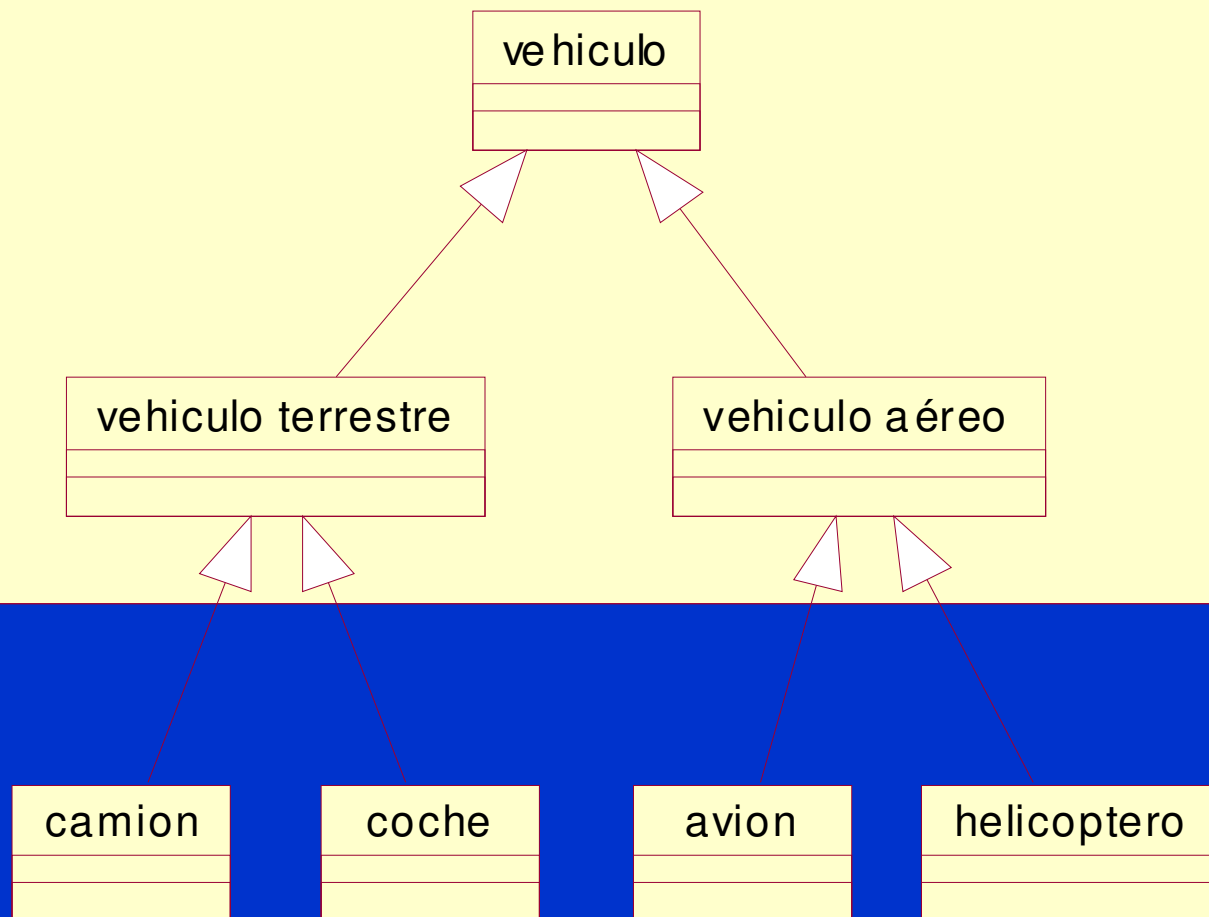 vehiculo
vehiculo terrestre
vehiculo aéreo
camion
coche
avion
helicoptero